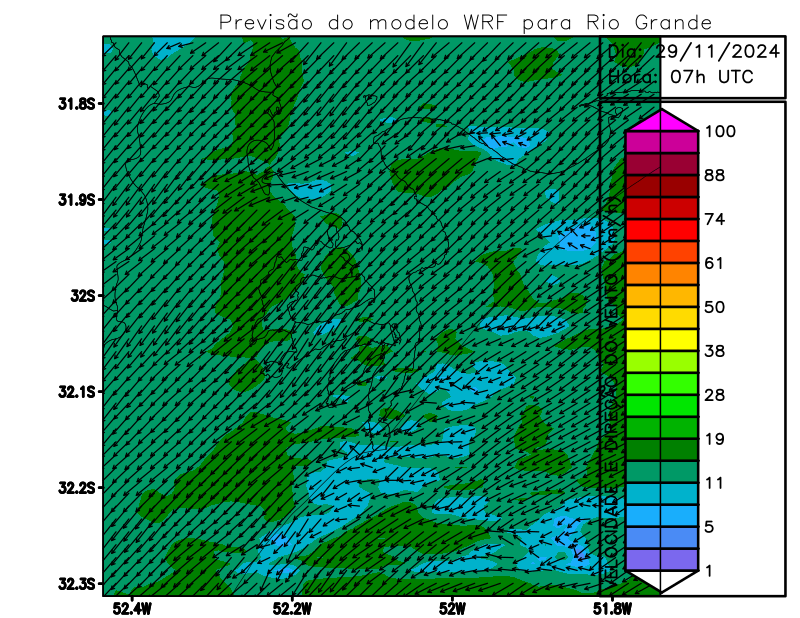 Previsão do modelo WRF para Rio Grande
Dia: 29/11/2024
Hora: 07h UTC
31.8S
31.9S
32S
32.1S
32.2S
32.3S
52.4W
52.2W
52W
51.8W
100
88
74
61
50
38
28
19
11
5
1
VELOCIDADE E DIREÇÃO DO VENTO (km/h)